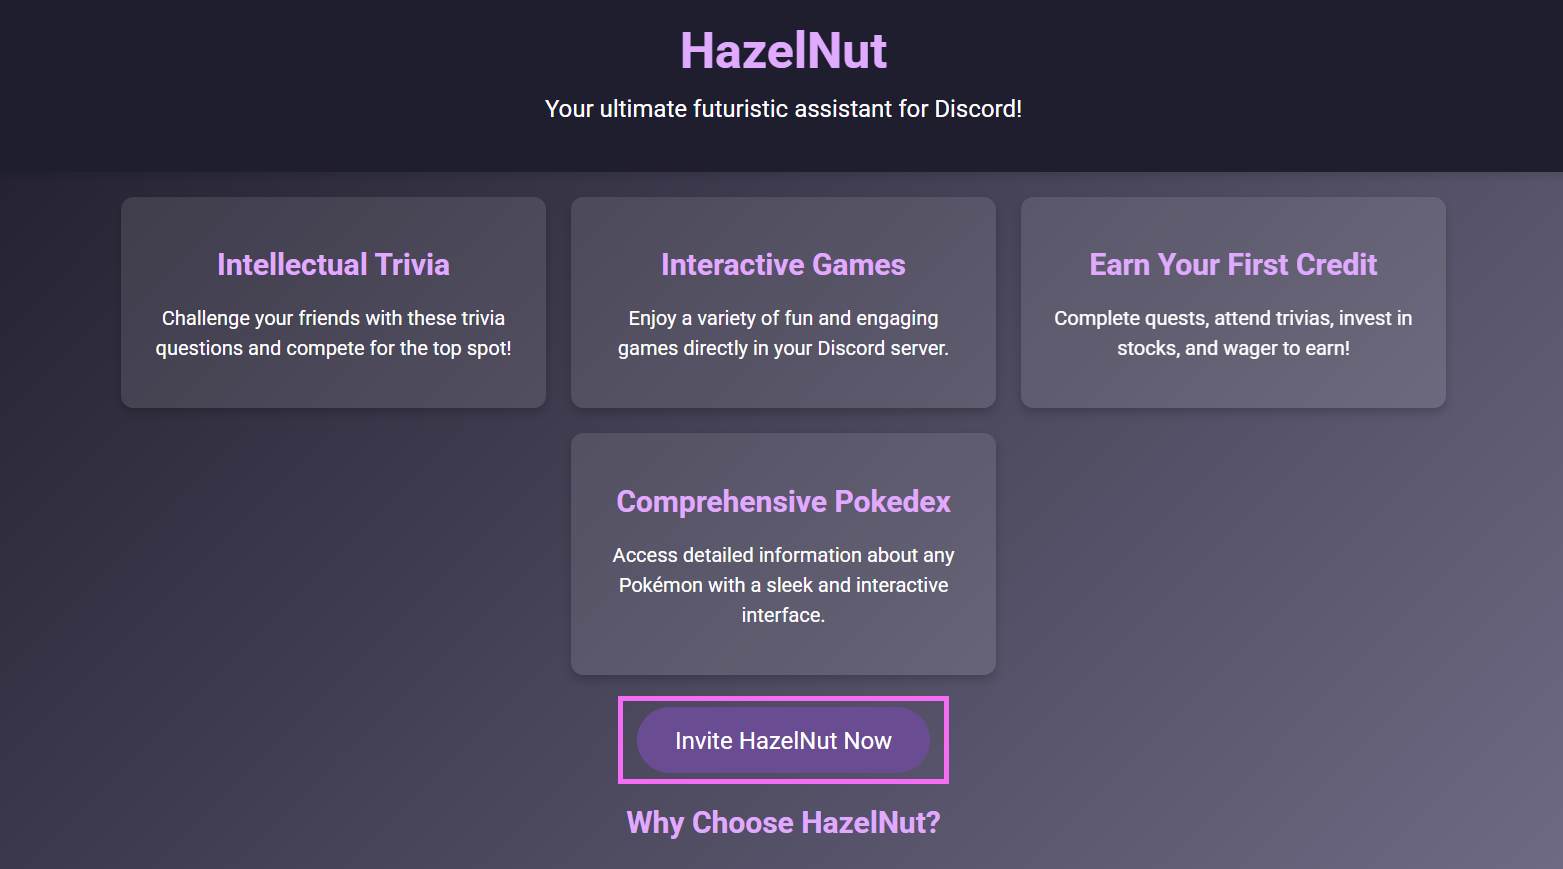 HazelNut
Your ultimate futuristic assistant for Discord!
Intellectual Trivia
Challenge your friends with these trivia
questions and compete for the top spot!
Interactive Games
Enjoy a variety of fun and engaging
games directly in your Discord server.
Earn Your First Credit
Complete quests, attend trivias, invest in
stocks, and wager to earn!
Comprehensive Pokedex
Access detailed information about any
Pokémon with a sleek and interactive
interface.
Invite HazelNut Now
Why Choose HazelNut?